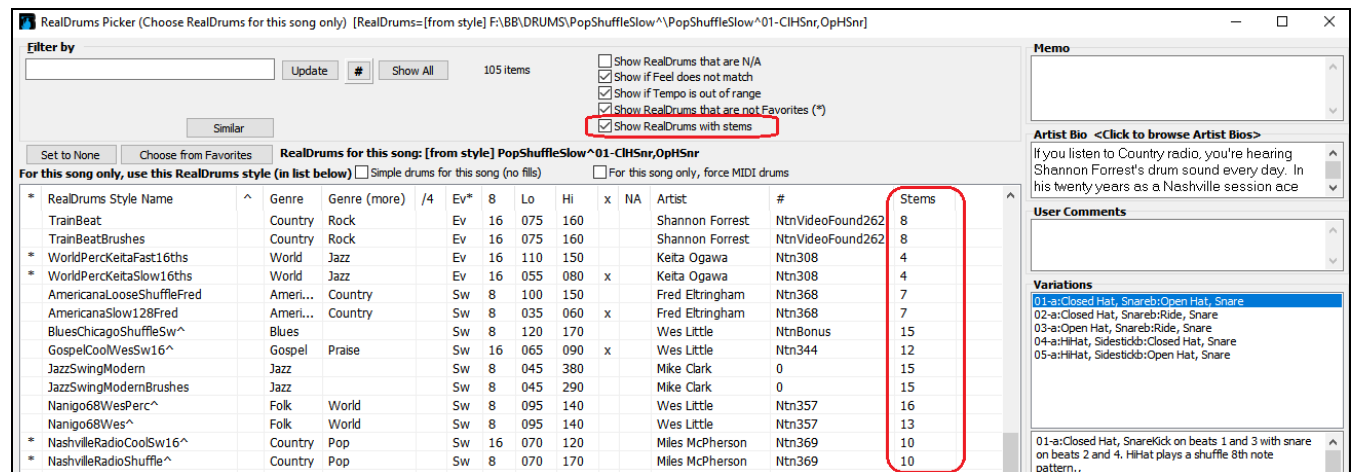 RealDrums Picker (Choose RealDrums for this song only) [RealDrums=[from style] F:\BB\DRUMS\PopShuffleSlow^\PopShuffleSlow^01-ClHSnr,OpHSnr]
Filter by
Update # Show All 105 items
Similar
Show RealDrums that are N/A
Show if Feel does not match
Show if Tempo is out of range
Show RealDrums that are not Favorites (*)
Show RealDrums with stems
Set to None Choose from Favorites RealDrums for this song: [from style] PopShuffleSlow^01-ClHSnr,OpHSnr
For this song only, use this RealDrums style (in list below) Simple drums for this song (no fills) For this song only, force MIDI drums
* RealDrums Style Name ^ Genre Genre (more) /4 Ev* 8 Lo Hi x NA Artist # Stems
TrainBeat Country Rock Ev 16 075 160 Shannon Forrest NtnVideoFound262 8
TrainBeatBrushes Country Rock Ev 16 075 160 Shannon Forrest NtnVideoFound262 8
* WorldPercKeitaFast16ths World Jazz Ev 16 110 150 Keita Ogawa Ntn308 4
* WorldPercKeitaSlow16ths World Jazz Ev 16 055 080 x Keita Ogawa Ntn308 4
AmericanaLooseShuffleFred Ameri... Country Sw 8 100 150 Fred Eltringham Ntn368 7
AmericanaSlow128Fred Ameri... Country Sw 8 035 060 x Fred Eltringham Ntn368 7
BluesChicagoShuffleSw^ Blues Sw 8 120 170 Wes Little NtnBonus 15
GospelCoolWesSw16^ Gospel Praise Sw 16 065 090 x Wes Little Ntn344 12
JazzSwingModern Jazz Sw 8 045 380 Mike Clark 0 15
JazzSwingModernBrushes Jazz Sw 8 045 290 Mike Clark 0 15
Nanigo68WesPerc^ Folk World Sw 8 095 140 Wes Little Ntn357 16
Nanigo68Wes^ Folk World Sw 8 095 140 Wes Little Ntn357 13
* NashvilleRadioCoolSw16^ Country Pop Sw 16 070 120 Miles McPherson Ntn369 10
* NashvilleRadioShuffle^ Country Pop Sw 8 070 170 Miles McPherson Ntn369 10
Memo
Artist Bio <Click to browse Artist Bios>
If you listen to Country radio, you're hearing
Shannon Forrest's drum sound every day. In
his twenty years as a Nashville session ace
User Comments
Variations
01-a:Closed Hat, Snareb:Open Hat, Snare
02-a:Closed Hat, Snareb:Ride, Snare
03-a:Open Hat, Snareb:Ride, Snare
04-a:HiHat, Sidestickb:Closed Hat, Snare
05-a:HiHat, Sidestickb:Open Hat, Snare
01-a:Closed Hat, SnareKick on beats 1 and 3 with snare
on beats 2 and 4. HiHat plays a shuffle 8th note
pattern..